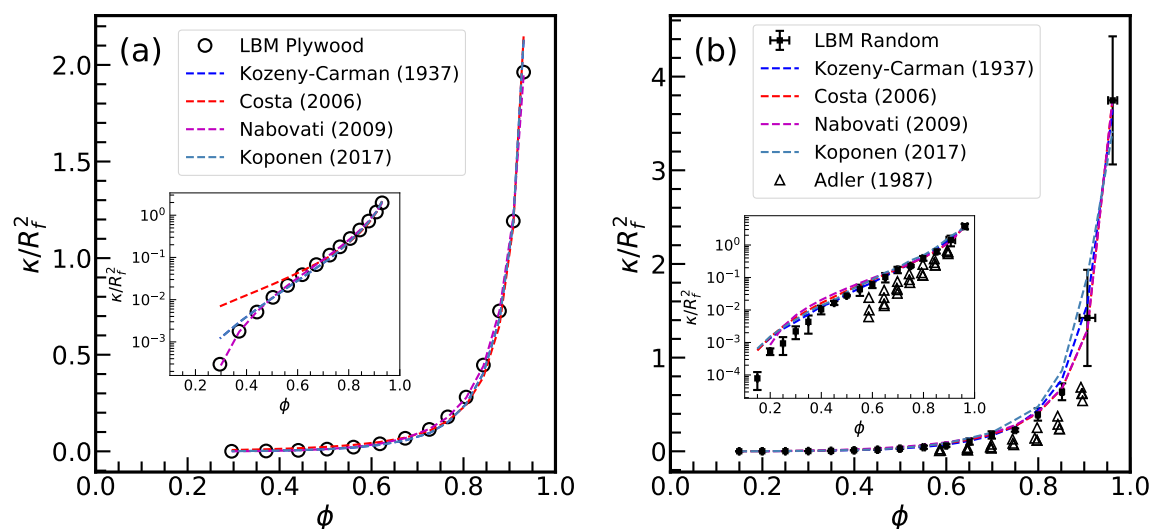 (a)
LBM Plywood
Kozeny-Carman (1937)
Costa (2006)
Nabovati (2009)
Koponen (2017)
κ/R_f^2
2.0
1.5
1.0
0.5
0.0
0.0 0.2 0.4 0.6 0.8 1.0
ϕ
κ/R_f^2
10^0
10^−1
10^−2
10^−3
0.2 0.4 0.6 0.8 1.0
ϕ
(b)
LBM Random
Kozeny-Carman (1937)
Costa (2006)
Nabovati (2009)
Koponen (2017)
Adler (1987)
κ/R_f^2
4
3
2
1
0
0.0 0.2 0.4 0.6 0.8 1.0
ϕ
κ/R_f^2
10^0
10^−1
10^−2
10^−3
10^−4
0.2 0.4 0.6 0.8 1.0
ϕ